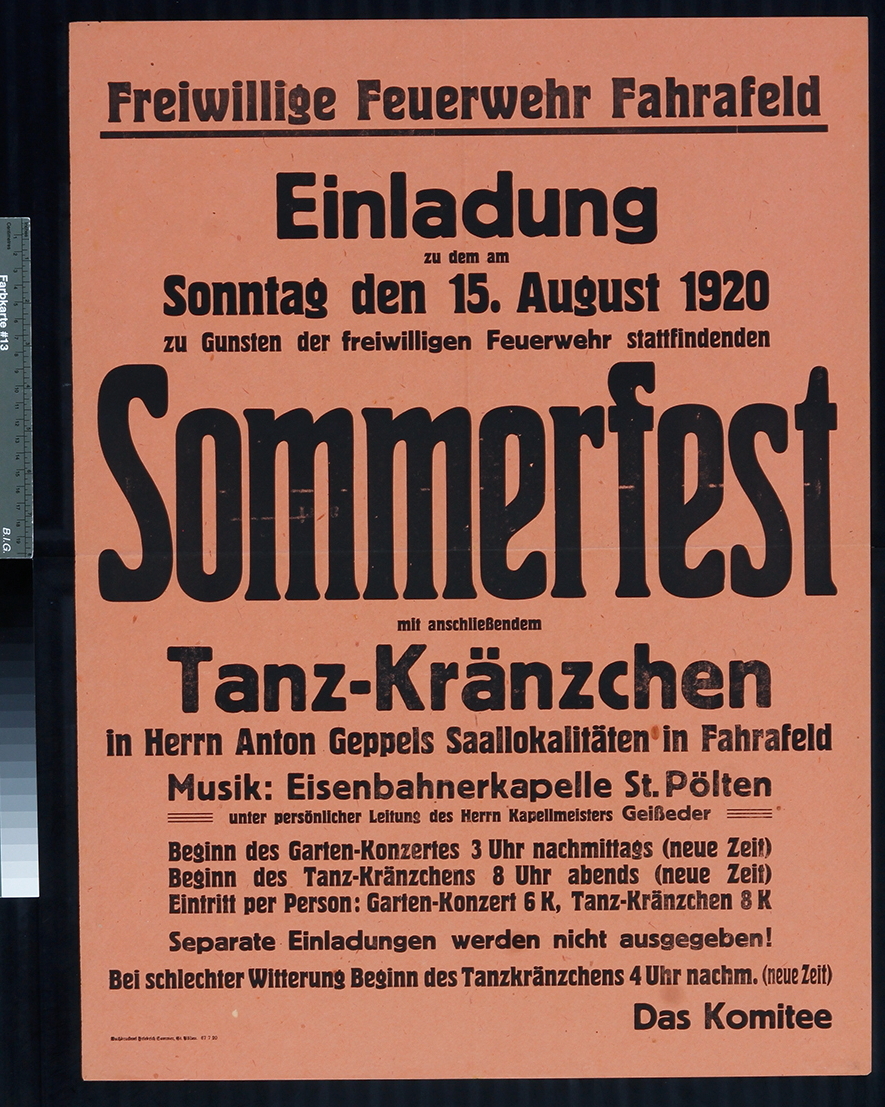 Freiwillige Feuerwehr Fahrafeld
Einladung
zu dem am
Sonntag den 15. August 1920
zu Gunsten der freiwilligen Feuerwehr stattfindenden
Sommerfest
mit anschließendem
Tanz-Kränzchen
in Herrn Anton Geppels Saallokalitäten in Fahrafeld
Musik: Eisenbahnerkapelle St. Pölten
unter persönlicher Leitung des Herrn Kapellmeisters Geißeder
Beginn des Garten-Konzertes 3 Uhr nachmittags (neue Zeit)
Beginn des Tanz-Kränzchens 8 Uhr abends (neue Zeit)
Eintritt per Person: Garten-Konzert 6 K, Tanz-Kränzchen 8 K
Separate Einladungen werden nicht ausgegeben!
Bei schlechter Witterung Beginn des Tanzkränzchens 4 Uhr nachm. (neue Zeit)
Das Komitee
Farbkarte #13
B.I.G.